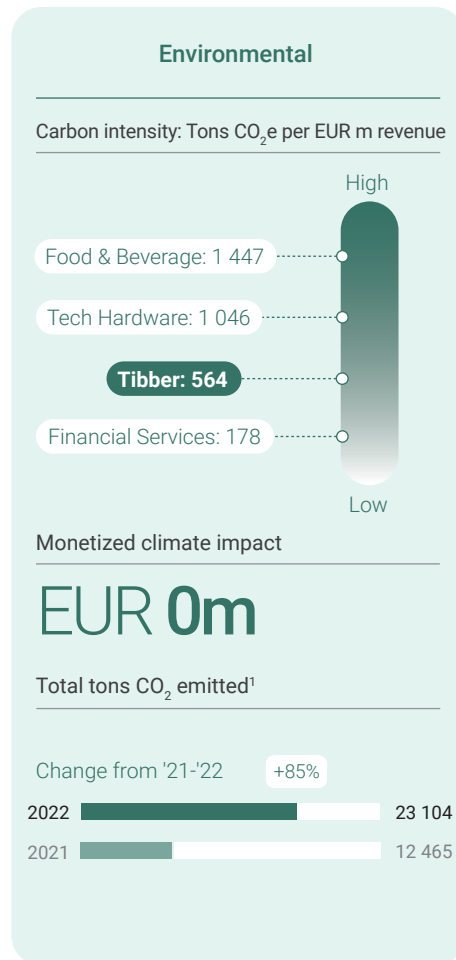 Environmental
Carbon intensity: Tons CO₂e per EUR m revenue
High
Food & Beverage: 1 447
Tech Hardware: 1 046
Tibber: 564
Financial Services: 178
Low
Monetized climate impact
EUR 0m
Total tons CO₂ emitted¹
Change from '21-'22 +85%
2022 23 104
2021 12 465